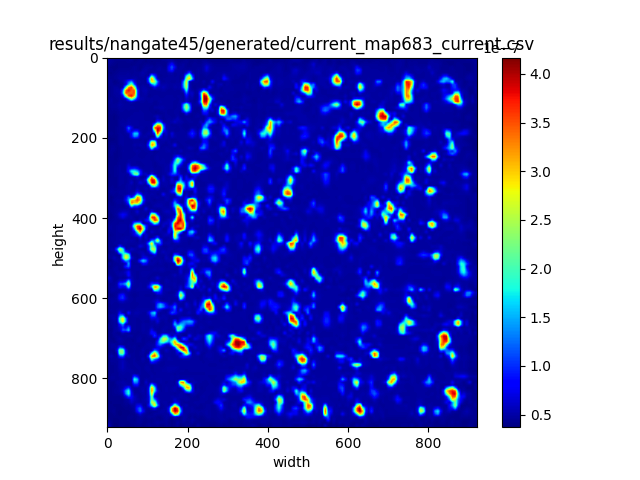 results/nangate45/generated/current_map683_current.csv
1e−7
0
200
400
600
800
height
0 200 400 600 800
width
4.0
3.5
3.0
2.5
2.0
1.5
1.0
0.5